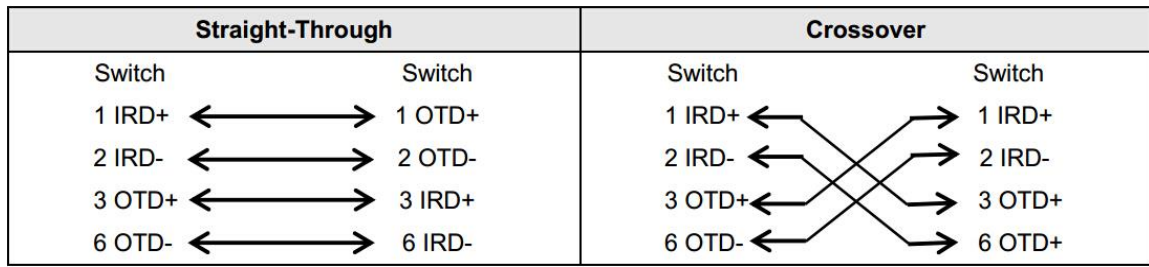 Straight-Through Crossover
Switch Switch Switch Switch
1 IRD+ 1 OTD+ 1 IRD+ 1 IRD+
2 IRD- 2 OTD- 2 IRD- 2 IRD-
3 OTD+ 3 IRD+ 3 OTD+ 3 OTD+
6 OTD- 6 IRD- 6 OTD- 6 OTD+